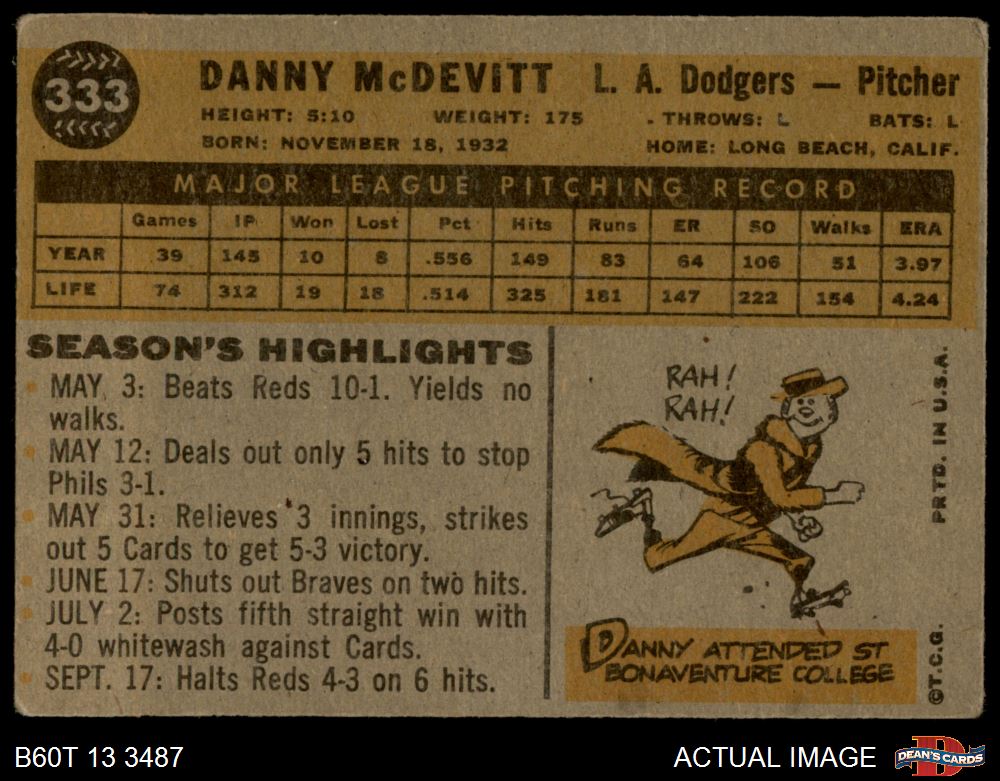 333
DANNY McDEVITT L. A. Dodgers — Pitcher
HEIGHT: 5:10 WEIGHT: 175 THROWS: L BATS: L
BORN: NOVEMBER 18, 1932 HOME: LONG BEACH, CALIF.
MAJOR LEAGUE PITCHING RECORD
Games IP Won Lost Pct Hits Runs ER SO Walks ERA
YEAR 39 145 10 8 .556 149 83 64 106 51 3.97
LIFE 74 312 19 18 .514 325 181 147 222 154 4.24
SEASON'S HIGHLIGHTS
MAY 3: Beats Reds 10-1. Yields no
walks.
MAY 12: Deals out only 5 hits to stop
Phils 3-1.
MAY 31: Relieves 3 innings, strikes
out 5 Cards to get 5-3 victory.
JUNE 17: Shuts out Braves on two hits.
JULY 2: Posts fifth straight win with
4-0 whitewash against Cards.
SEPT. 17: Halts Reds 4-3 on 6 hits.
RAH!
RAH!
DANNY ATTENDED ST
BONAVENTURE COLLEGE
©T.C.G. PRTD. IN U.S.A.
B60T 13 3487 ACTUAL IMAGE DEAN'S CARDS